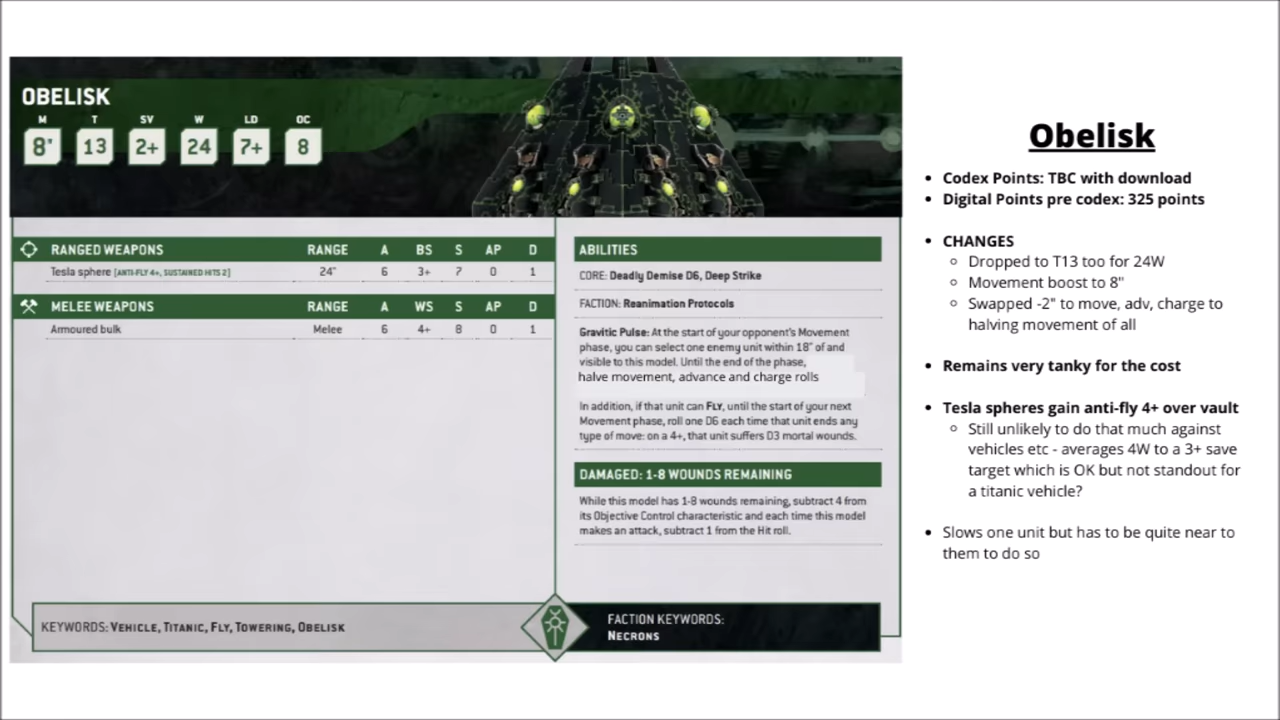 OBELISK
M T SV W LD OC
8" 13 2+ 24 7+ 8
RANGED WEAPONS RANGE A BS S AP D
Tesla sphere [ANTI-FLY 4+, SUSTAINED HITS 2] 24" 6 3+ 7 0 1
MELEE WEAPONS RANGE A WS S AP D
Armoured bulk Melee 6 4+ 8 0 1
ABILITIES
CORE: Deadly Demise D6, Deep Strike
FACTION: Reanimation Protocols
Gravitic Pulse: At the start of your opponent's Movement
phase, you can select one enemy unit within 18" of and
visible to this model. Until the end of the phase,
halve movement, advance and charge rolls
In addition, if that unit can FLY, until the start of your next
Movement phase, roll one D6 each time that unit ends any
type of move: on a 4+, that unit suffers D3 mortal wounds.
DAMAGED: 1-8 WOUNDS REMAINING
While this model has 1-8 wounds remaining, subtract 4 from
its Objective Control characteristic and each time this model
makes an attack, subtract 1 from the Hit roll.
KEYWORDS: VEHICLE, TITANIC, FLY, TOWERING, OBELISK
FACTION KEYWORDS:
NECRONS
Obelisk
• Codex Points: TBC with download
• Digital Points pre codex: 325 points
• CHANGES
○ Dropped to T13 too for 24W
○ Movement boost to 8"
○ Swapped -2" to move, adv, charge to
halving movement of all
• Remains very tanky for the cost
• Tesla spheres gain anti-fly 4+ over vault
○ Still unlikely to do that much against
vehicles etc - averages 4W to a 3+ save
target which is OK but not standout for
a titanic vehicle?
• Slows one unit but has to be quite near to
them to do so